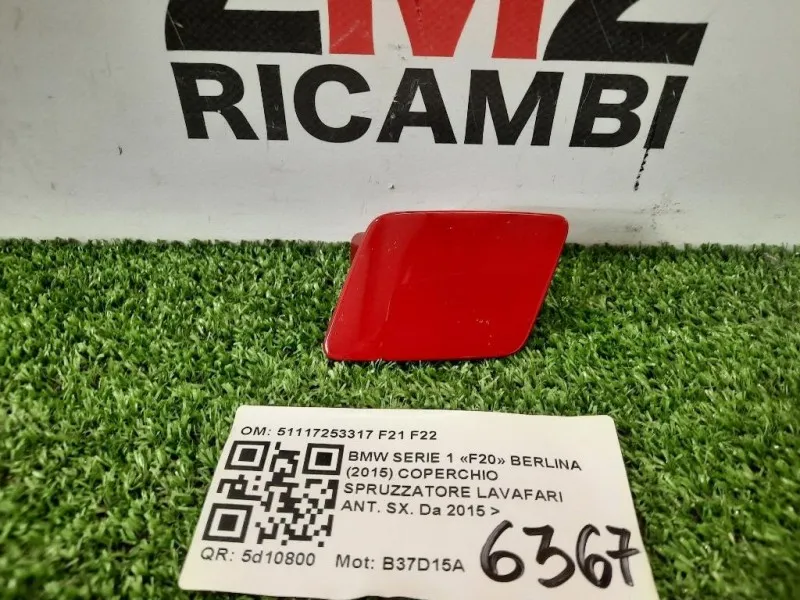 2M2
RICAMBI
OM: 51117253317 F21 F22
BMW SERIE 1 «F20» BERLINA
(2015) COPERCHIO
SPRUZZATORE LAVAFARI
ANT. SX. Da 2015 >
QR: 5d10800 Mot: B37D15A
6367